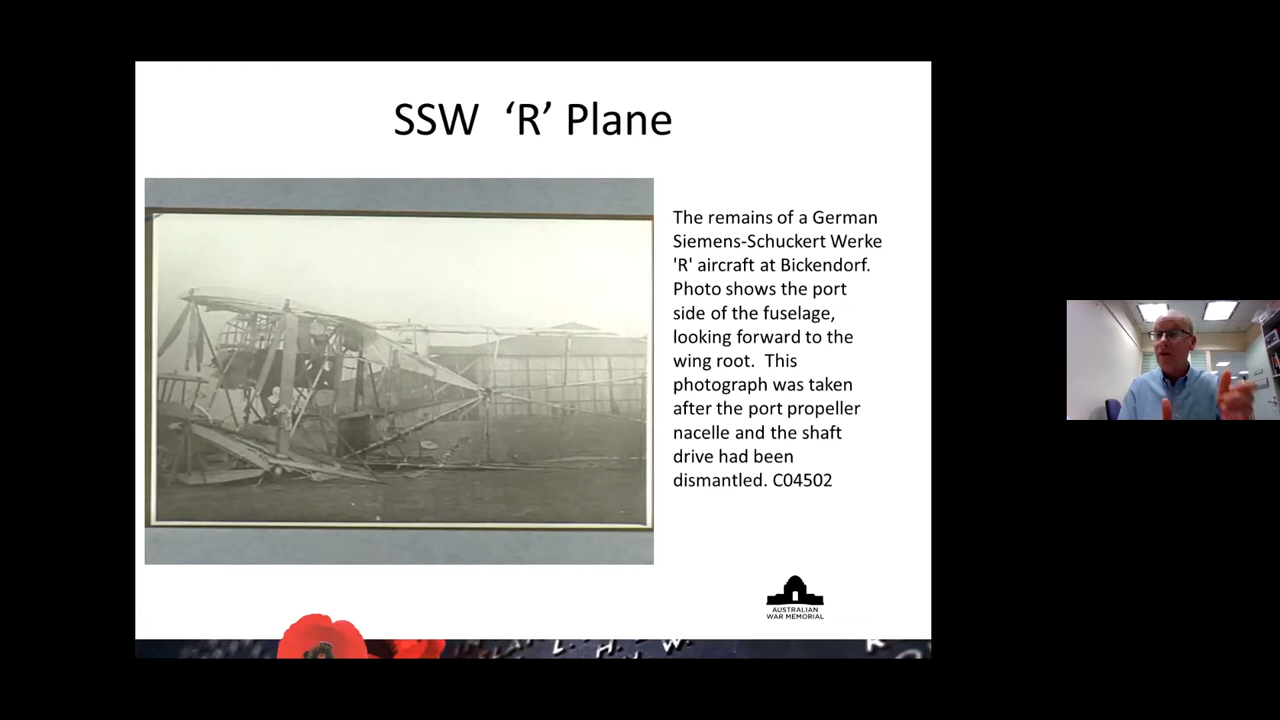 SSW ‘R’ Plane
The remains of a German
Siemens-Schuckert Werke
'R' aircraft at Bickendorf.
Photo shows the port
side of the fuselage,
looking forward to the
wing root. This
photograph was taken
after the port propeller
nacelle and the shaft
drive had been
dismantled. C04502
AUSTRALIAN
WAR MEMORIAL
L. H. W.